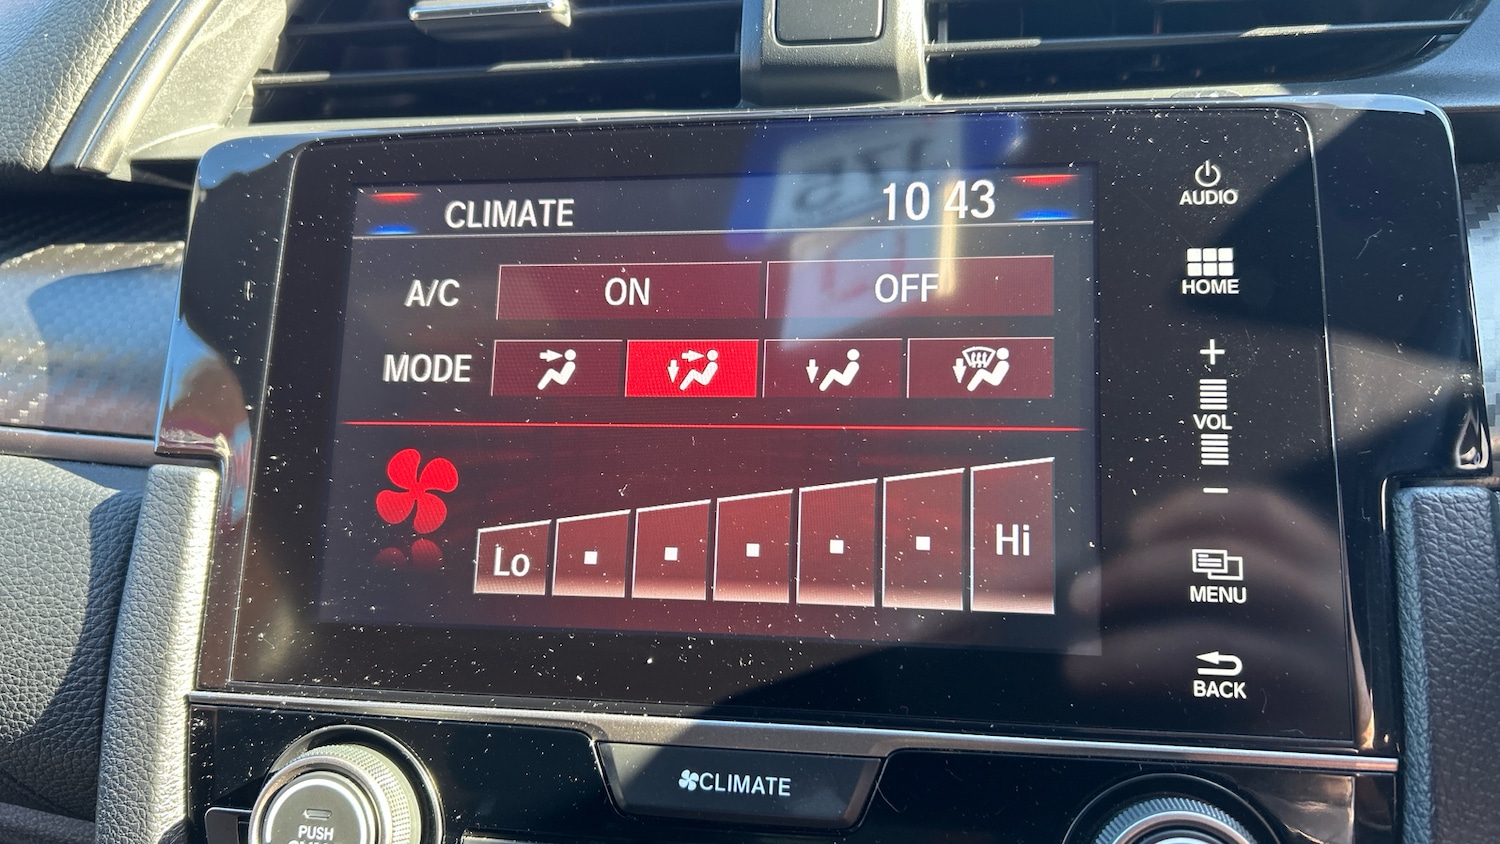 CLIMATE 10 43
AUDIO
HOME
A/C ON OFF
MODE
+
VOL
−
Lo Hi
MENU
BACK
CLIMATE
PUSH